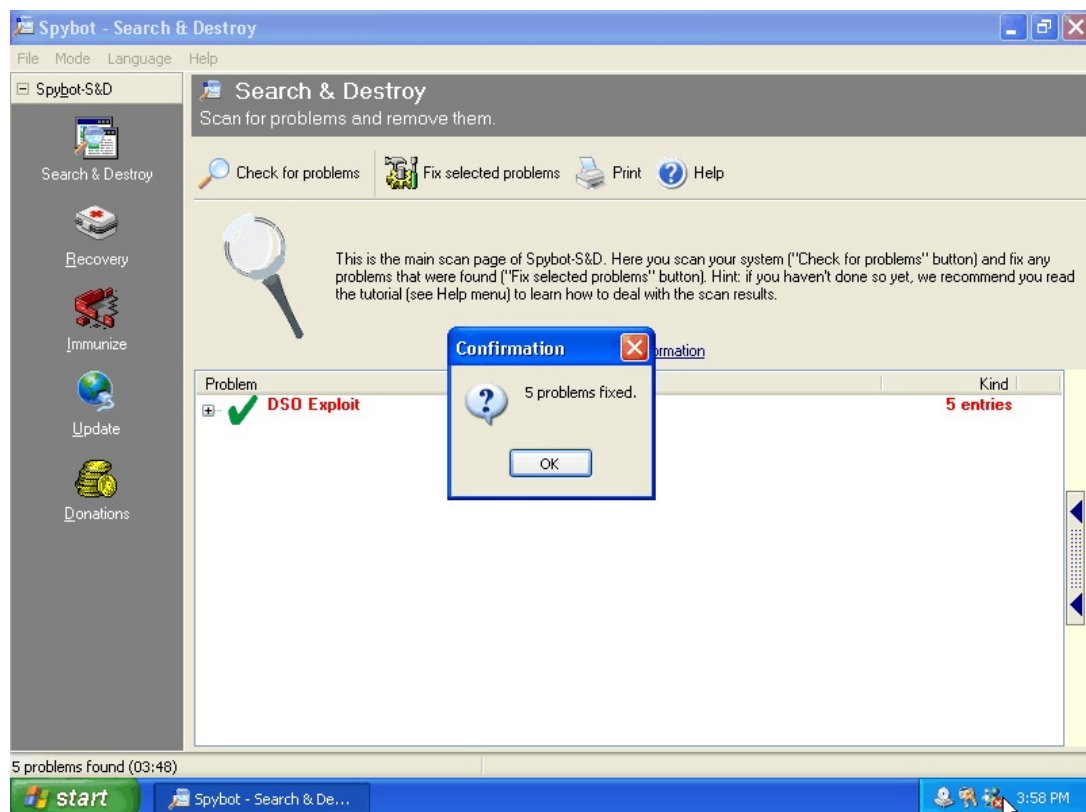 Spybot - Search & Destroy
File Mode Language Help
Spybot-S&D
Search & Destroy
Scan for problems and remove them.
Search & Destroy
Check for problems
Fix selected problems
Print
Help
Recovery
This is the main scan page of Spybot-S&D. Here you scan your system ("Check for problems" button) and fix any
problems that were found ("Fix selected problems" button). Hint: if you haven't done so yet, we recommend you read
the tutorial (see Help menu) to learn how to deal with the scan results.
Immunize
Confirmation
5 problems fixed.
OK
Problem
Kind
DSO Exploit
5 entries
Update
Donations
5 problems found (03:48)
start
Spybot - Search & De...
3:58 PM